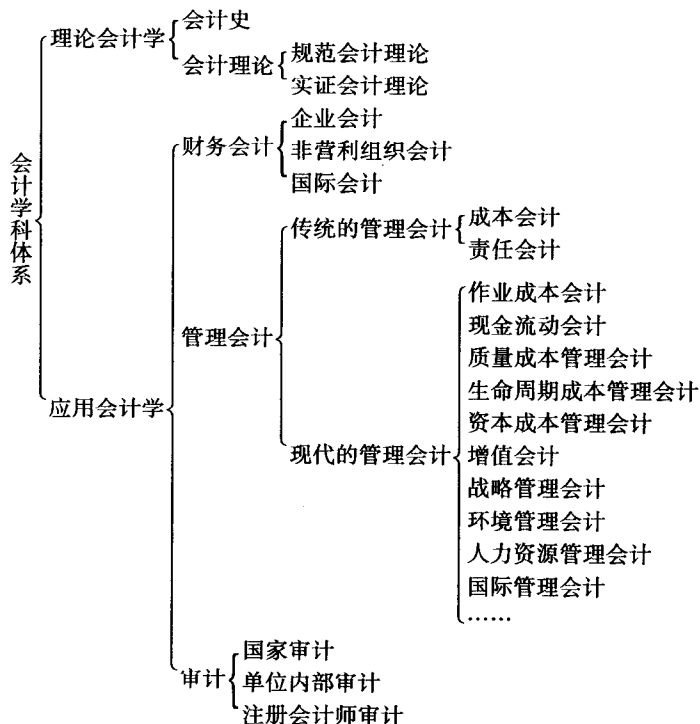 会计学科体系
理论会计学
会计史
会计理论
规范会计理论
实证会计理论
应用会计学
财务会计
企业会计
非营利组织会计
国际会计
管理会计
传统的管理会计
成本会计
责任会计
现代的管理会计
作业成本会计
现金流动会计
质量成本管理会计
生命周期成本管理会计
资本成本管理会计
增值会计
战略管理会计
环境管理会计
人力资源管理会计
国际管理会计
……
审计
国家审计
单位内部审计
注册会计师审计